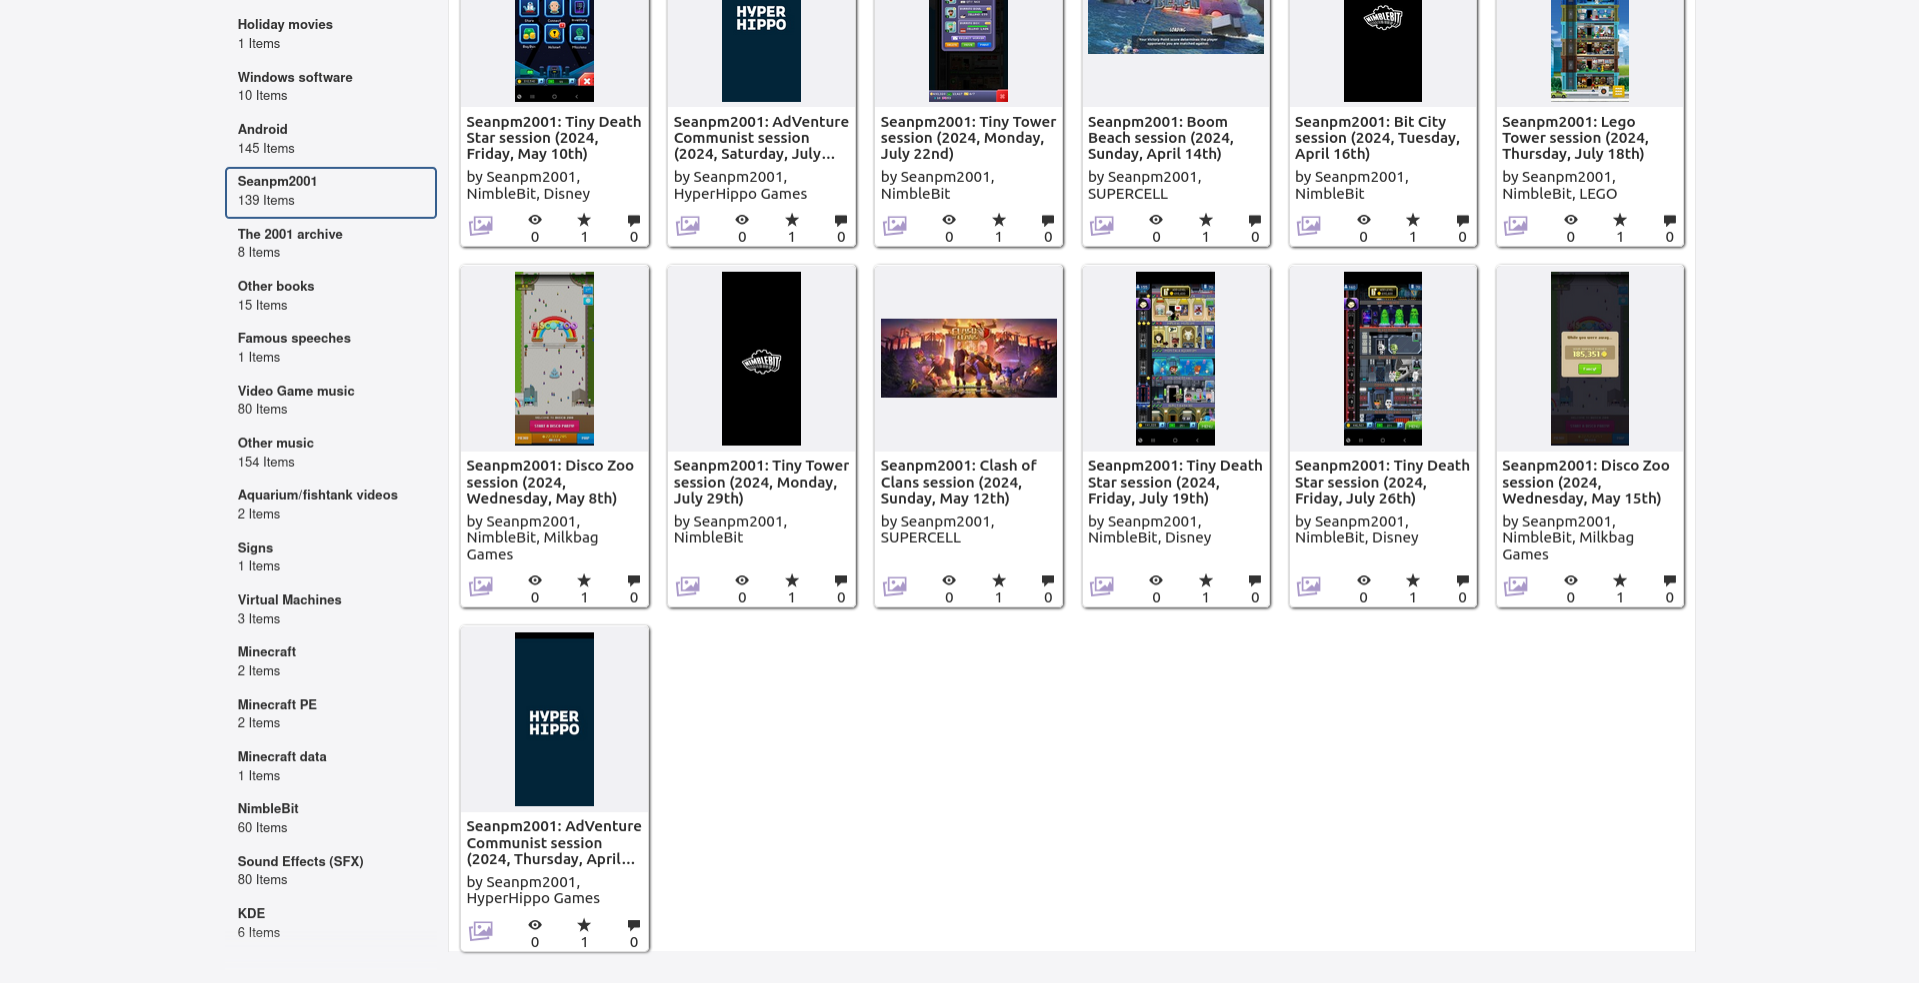 Holiday movies
1 Items
Windows software
10 Items
Android
145 Items
Seanpm2001
139 Items
The 2001 archive
8 Items
Other books
15 Items
Famous speeches
1 Items
Video Game music
80 Items
Other music
154 Items
Aquarium/fishtank videos
2 Items
Signs
1 Items
Virtual Machines
3 Items
Minecraft
2 Items
Minecraft PE
2 Items
Minecraft data
1 Items
NimbleBit
60 Items
Sound Effects (SFX)
80 Items
KDE
6 Items
Seanpm2001: Tiny Death
Star session (2024,
Friday, May 10th)
by Seanpm2001,
NimbleBit, Disney
0 1 0
HYPER
HIPPO
Seanpm2001: AdVenture
Communist session
(2024, Saturday, July...
by Seanpm2001,
HyperHippo Games
0 1 0
Seanpm2001: Tiny Tower
session (2024, Monday,
July 22nd)
by Seanpm2001,
NimbleBit
0 1 0
Seanpm2001: Boom
Beach session (2024,
Sunday, April 14th)
by Seanpm2001,
SUPERCELL
0 1 0
NIMBLEBIT
Seanpm2001: Bit City
session (2024, Tuesday,
April 16th)
by Seanpm2001,
NimbleBit
0 1 0
Seanpm2001: Lego
Tower session (2024,
Thursday, July 18th)
by Seanpm2001,
NimbleBit, LEGO
0 1 0
Seanpm2001: Disco Zoo
session (2024,
Wednesday, May 8th)
by Seanpm2001,
NimbleBit, Milkbag
Games
0 1 0
NIMBLEBIT
Seanpm2001: Tiny Tower
session (2024, Monday,
July 29th)
by Seanpm2001,
NimbleBit
0 1 0
Seanpm2001: Clash of
Clans session (2024,
Sunday, May 12th)
by Seanpm2001,
SUPERCELL
0 1 0
Seanpm2001: Tiny Death
Star session (2024,
Friday, July 19th)
by Seanpm2001,
NimbleBit, Disney
0 1 0
Seanpm2001: Tiny Death
Star session (2024,
Friday, July 26th)
by Seanpm2001,
NimbleBit, Disney
0 1 0
While you were away...
185,351
Seanpm2001: Disco Zoo
session (2024,
Wednesday, May 15th)
by Seanpm2001,
NimbleBit, Milkbag
Games
0 1 0
HYPER
HIPPO
Seanpm2001: AdVenture
Communist session
(2024, Thursday, April...
by Seanpm2001,
HyperHippo Games
0 1 0